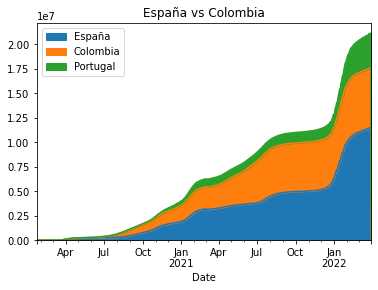 España vs Colombia
1e7
España
Colombia
Portugal
2.00
1.75
1.50
1.25
1.00
0.75
0.50
0.25
0.00
Apr Jul Oct Jan Apr Jul Oct Jan
2021 2022
Date